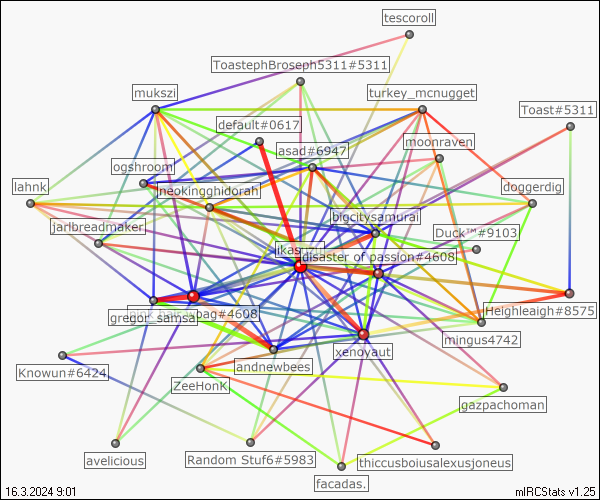 tescoroll
ToastephBroseph5311#5311
mukszi
turkey_mcnugget
Toast#5311
default#0617
moonraven
asad#6947
ogshroom
lahnk
neokingghidorah
doggerdig
bigcitysamurai
jarlbreadmaker
Duck™#9103
disaster of passion#4608
Heighleaigh#8575
gregor_samsa
bag#4608
mingus4742
xenoyaut
Knowun#6424
andnewbees
ZeeHonK
gazpachoman
avelicious
Random Stuf6#5983
thiccusboiusalexusjoneus
facadas.
16.3.2024 9:01
mIRCStats v1.25